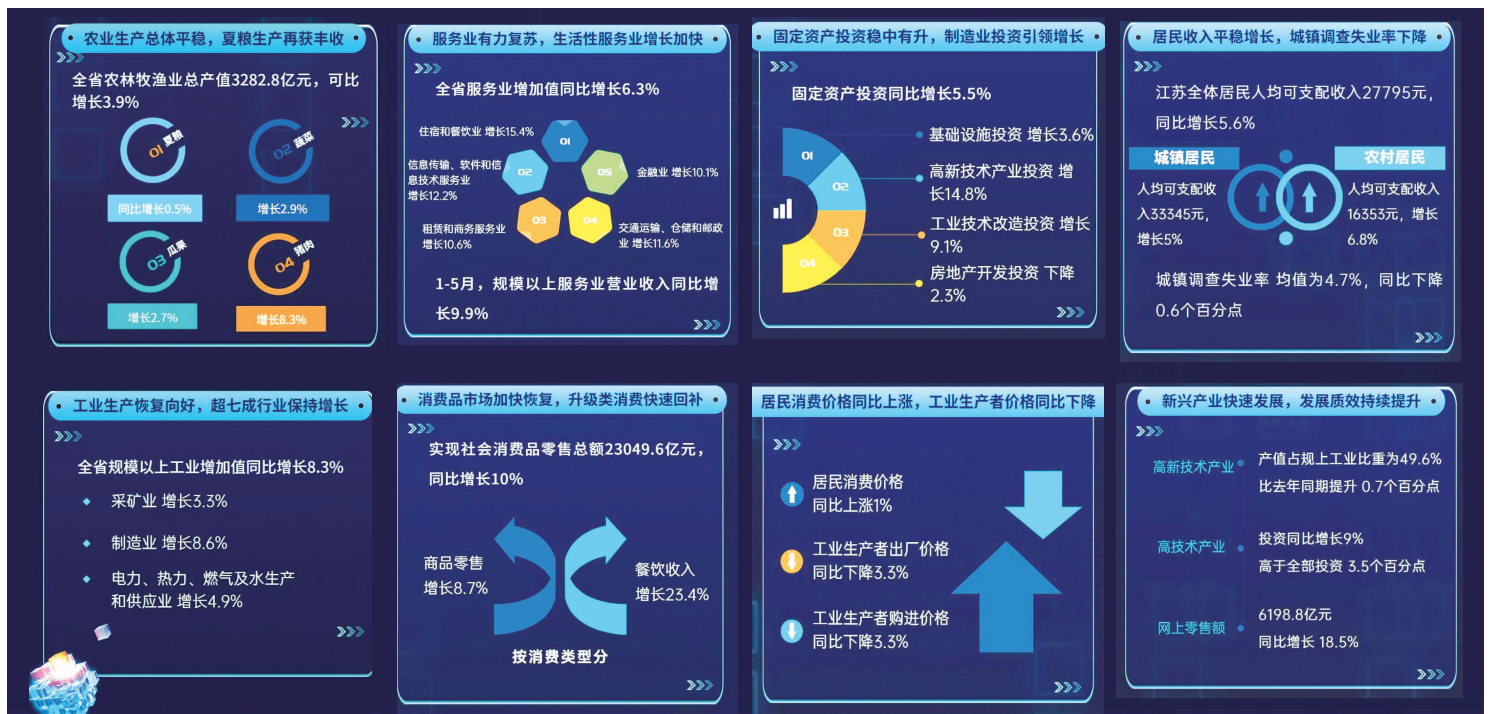 农业生产总体平稳，夏粮生产再获丰收
全省农林牧渔业总产值3282.8亿元，可比
增长3.9%
01 夏粮
02 蔬菜
同比增长0.5%
增长2.9%
03 瓜果
04 猪肉
增长2.7%
增长8.3%
服务业有力复苏，生活性服务业增长加快
全省服务业增加值同比增长6.3%
住宿和餐饮业 增长15.4%
01
信息传输、软件和信
息技术服务业
增长12.2%
02
05
金融业 增长10.1%
租赁和商务服务业
增长10.6%
03
04
交通运输、仓储和邮政
业 增长11.6%
1-5月，规模以上服务业营业收入同比增
长9.9%
固定资产投资稳中有升，制造业投资引领增长
固定资产投资同比增长5.5%
01
基础设施投资 增长3.6%
02
高新技术产业投资 增
长14.8%
03
工业技术改造投资 增长
9.1%
04
房地产开发投资 下降
2.3%
居民收入平稳增长，城镇调查失业率下降
江苏全体居民人均可支配收入27795元，
同比增长5.6%
城镇居民
人均可支配收
入33345元，
增长5%
农村居民
人均可支配收入
16353元，增长
6.8%
城镇调查失业率 均值为4.7%，同比下降
0.6个百分点
工业生产恢复向好，超七成行业保持增长
全省规模以上工业增加值同比增长8.3%
采矿业 增长3.3%
制造业 增长8.6%
电力、热力、燃气及水生产
和供应业 增长4.9%
消费品市场加快恢复，升级类消费快速回补
实现社会消费品零售总额23049.6亿元，
同比增长10%
商品零售
增长8.7%
餐饮收入
增长23.4%
按消费类型分
居民消费价格同比上涨，工业生产者价格同比下降
居民消费价格
同比上涨1%
工业生产者出厂价格
同比下降3.3%
工业生产者购进价格
同比下降3.3%
新兴产业快速发展，发展质效持续提升
高新技术产业
产值占规上工业比重为49.6%
比去年同期提升 0.7个百分点
高技术产业
投资同比增长9%
高于全部投资 3.5个百分点
网上零售额
6198.8亿元
同比增长 18.5%